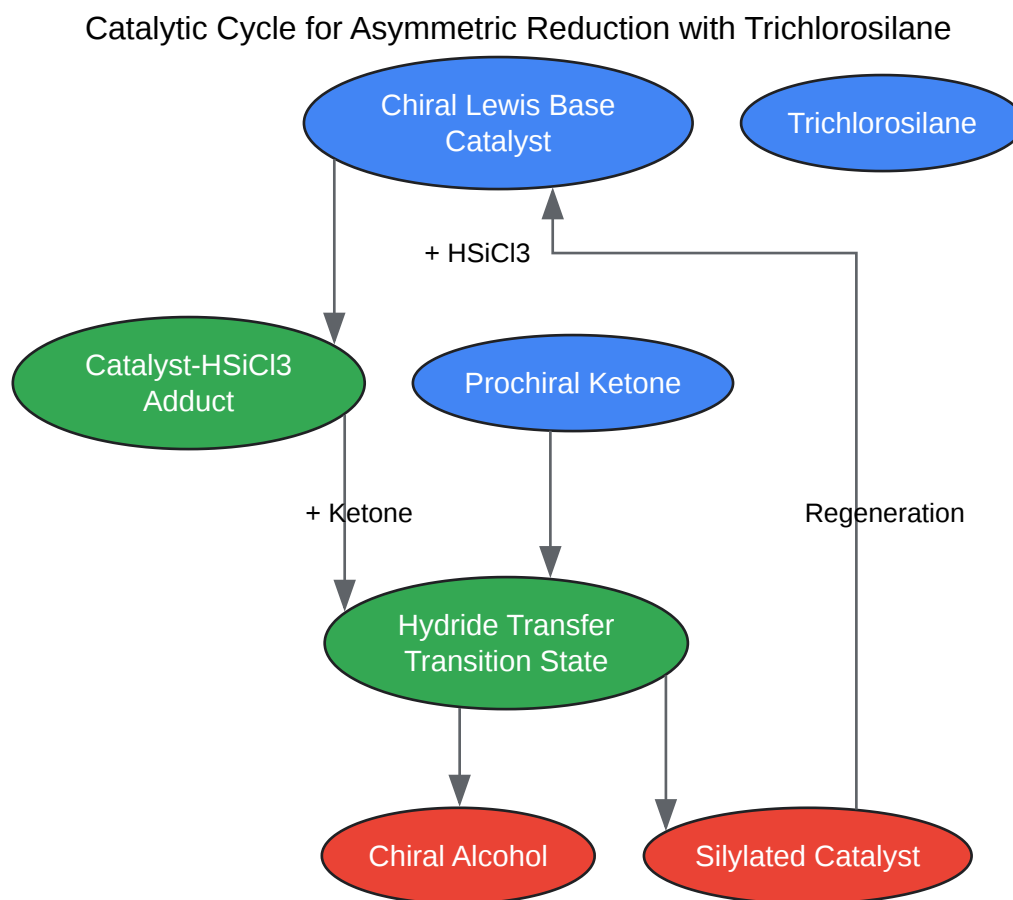 Catalytic Cycle for Asymmetric Reduction with Trichlorosilane
Chiral Lewis Base
Catalyst
Trichlorosilane
+ HSiCl3
Catalyst-HSiCl3
Adduct
Prochiral Ketone
+ Ketone
Regeneration
Hydride Transfer
Transition State
Chiral Alcohol
Silylated Catalyst